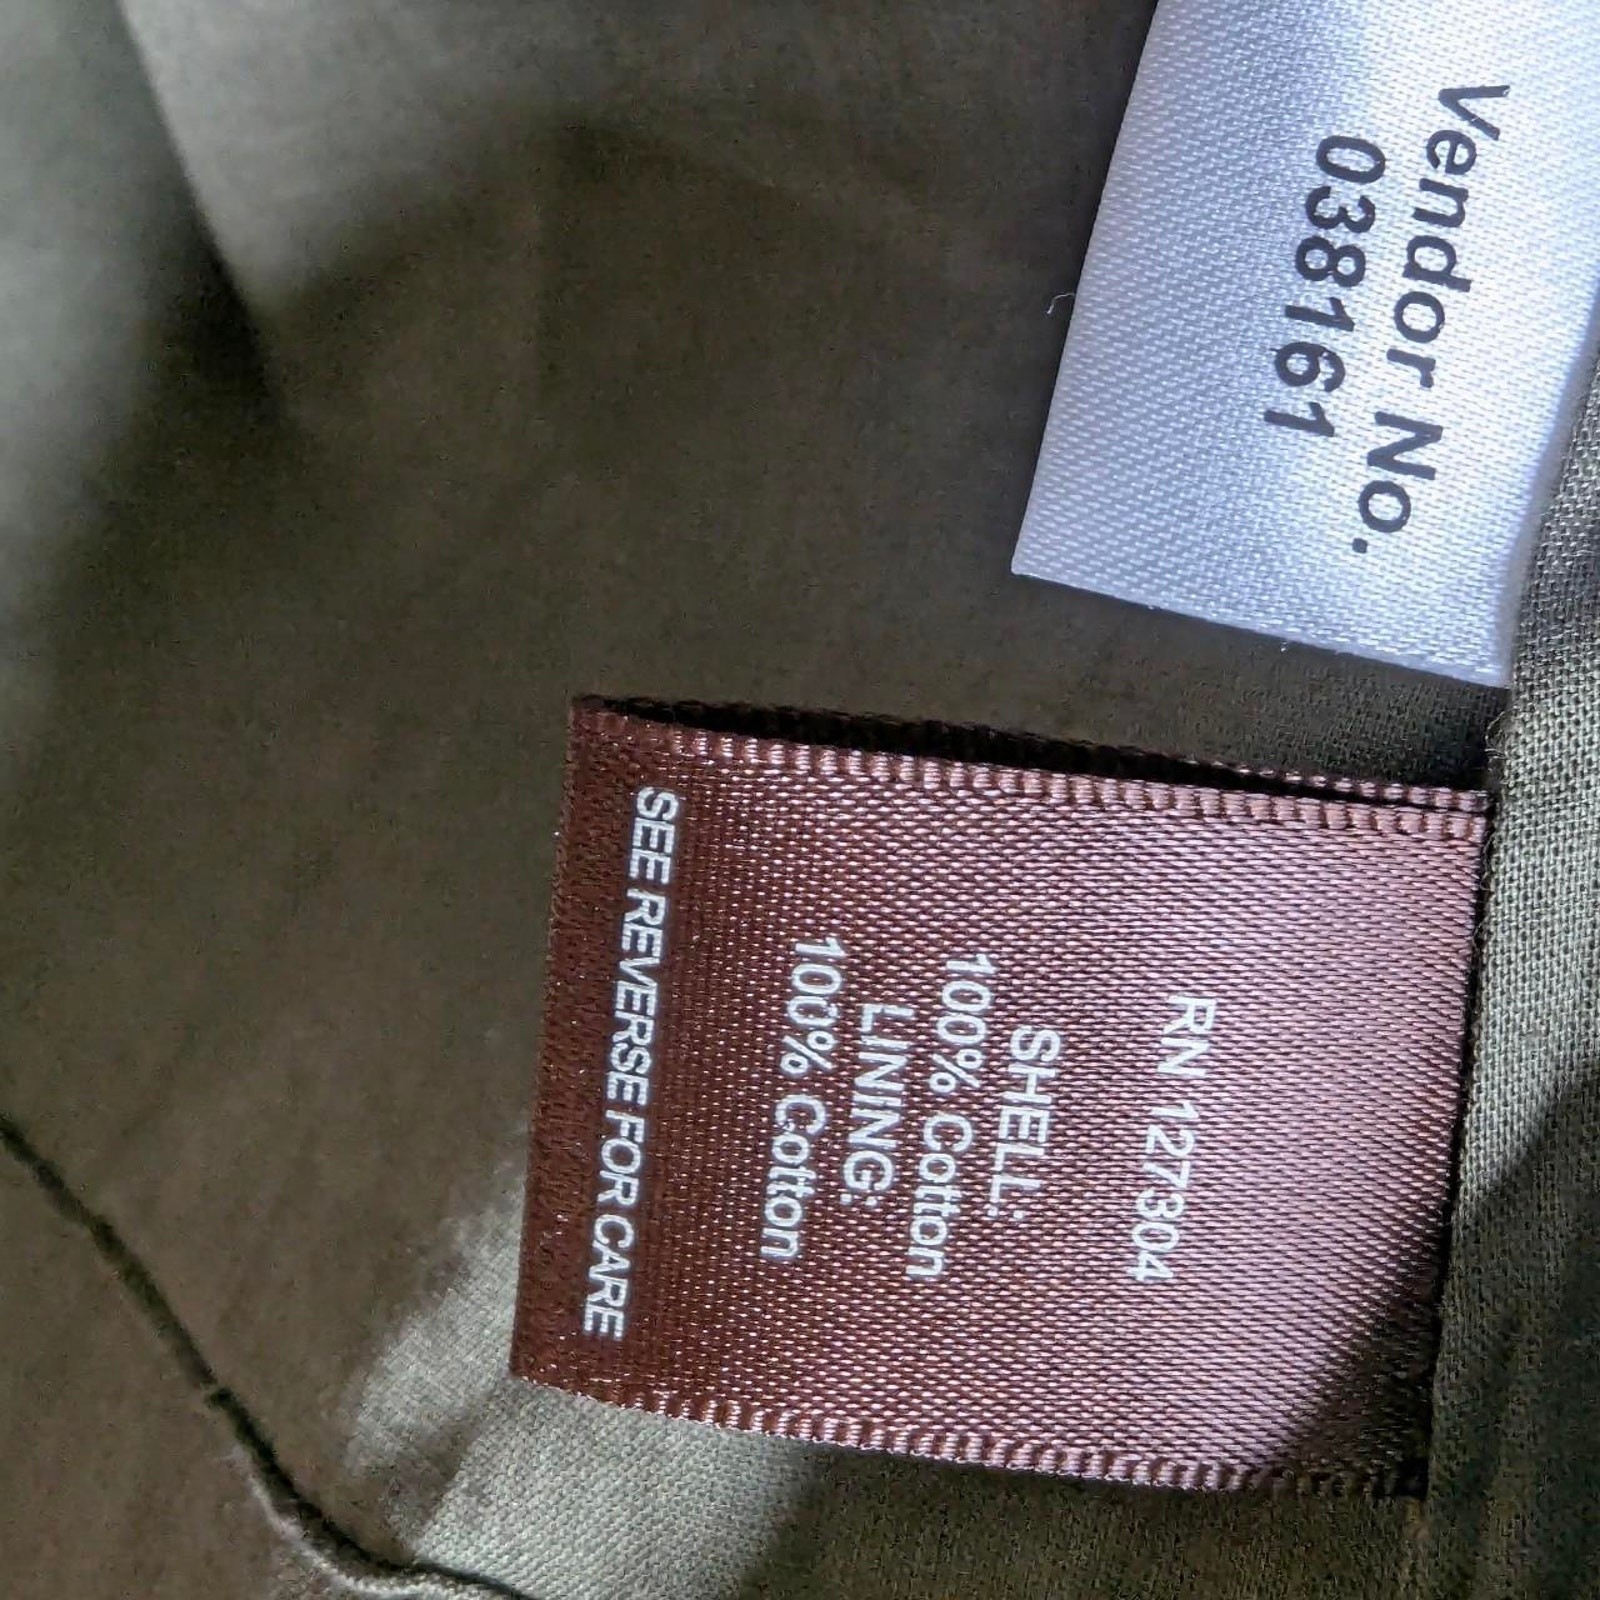 Vendor No.
038161
RN 127304
SHELL:
100% Cotton
LINING:
100% Cotton
SEE REVERSE FOR CARE